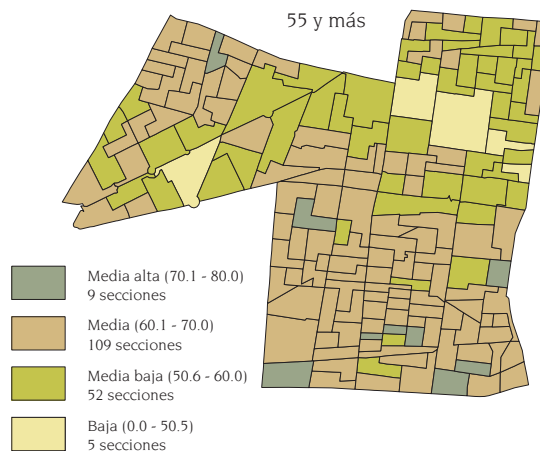 55 y más
Media alta (70.1 - 80.0)
9 secciones
Media (60.1 - 70.0)
109 secciones
Media baja (50.6 - 60.0)
52 secciones
Baja (0.0 - 50.5)
5 secciones